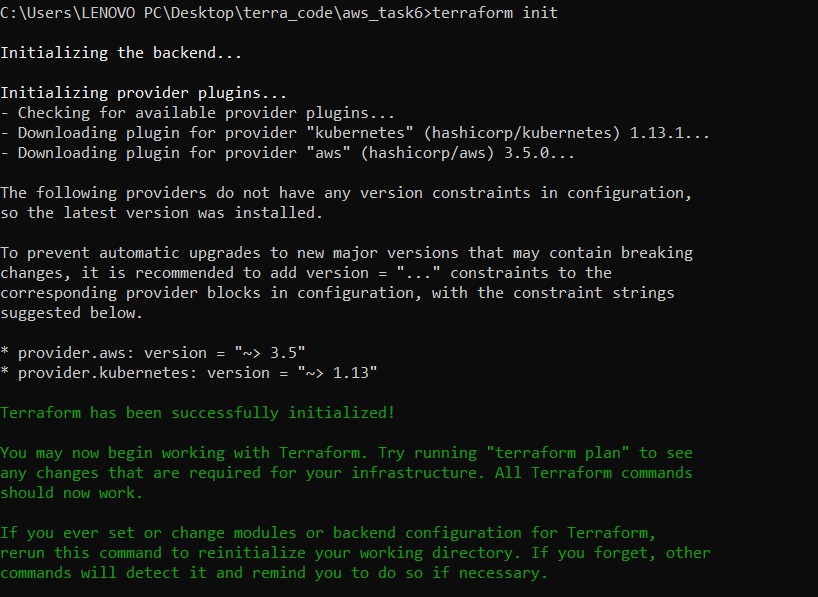 C:\Users\LENOVO PC\Desktop\terra_code\aws_task6>terraform init
Initializing the backend...
Initializing provider plugins...
- Checking for available provider plugins...
- Downloading plugin for provider "kubernetes" (hashicorp/kubernetes) 1.13.1...
- Downloading plugin for provider "aws" (hashicorp/aws) 3.5.0...
The following providers do not have any version constraints in configuration,
so the latest version was installed.
To prevent automatic upgrades to new major versions that may contain breaking
changes, it is recommended to add version = "..." constraints to the
corresponding provider blocks in configuration, with the constraint strings
suggested below.
* provider.aws: version = "~> 3.5"
* provider.kubernetes: version = "~> 1.13"
Terraform has been successfully initialized!
You may now begin working with Terraform. Try running "terraform plan" to see
any changes that are required for your infrastructure. All Terraform commands
should now work.
If you ever set or change modules or backend configuration for Terraform,
rerun this command to reinitialize your working directory. If you forget, other
commands will detect it and remind you to do so if necessary.